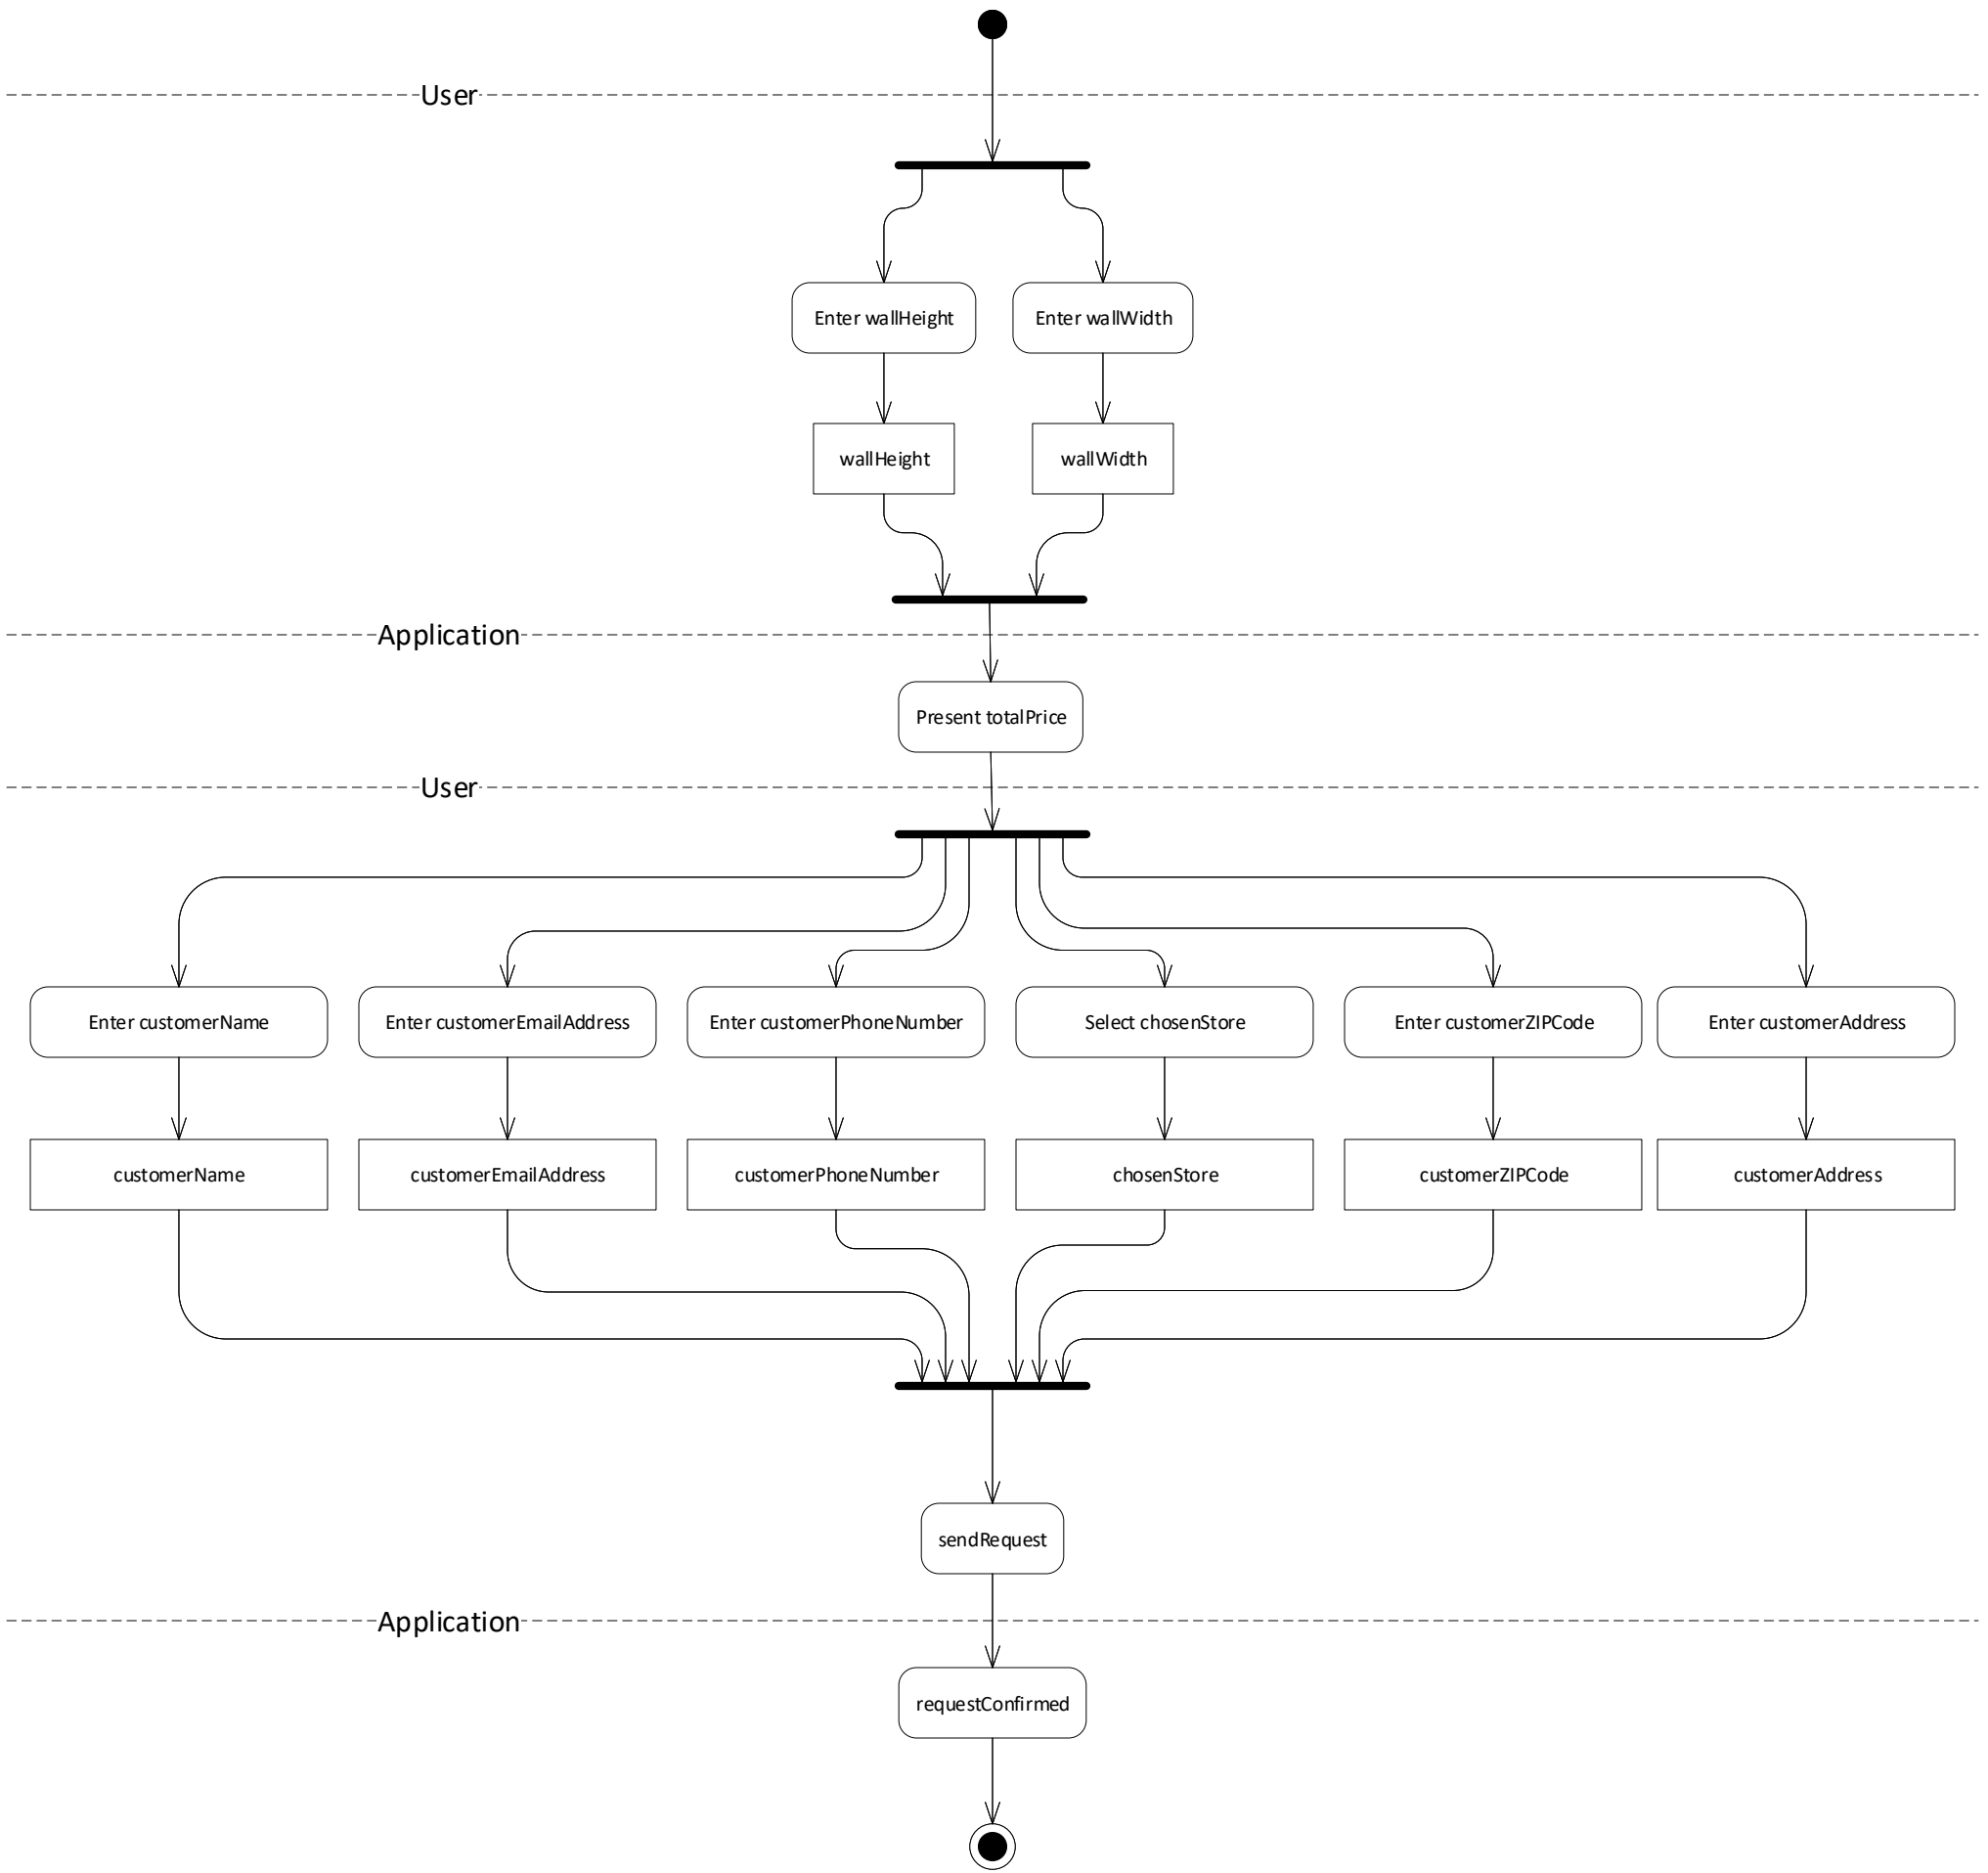 User
Enter wallHeight
Enter wallWidth
wallHeight
wallWidth
Application
Present totalPrice
User
Enter customerName
Enter customerEmailAddress
Enter customerPhoneNumber
Select chosenStore
Enter customerZIPCode
Enter customerAddress
customerName
customerEmailAddress
customerPhoneNumber
chosenStore
customerZIPCode
customerAddress
sendRequest
Application
requestConfirmed